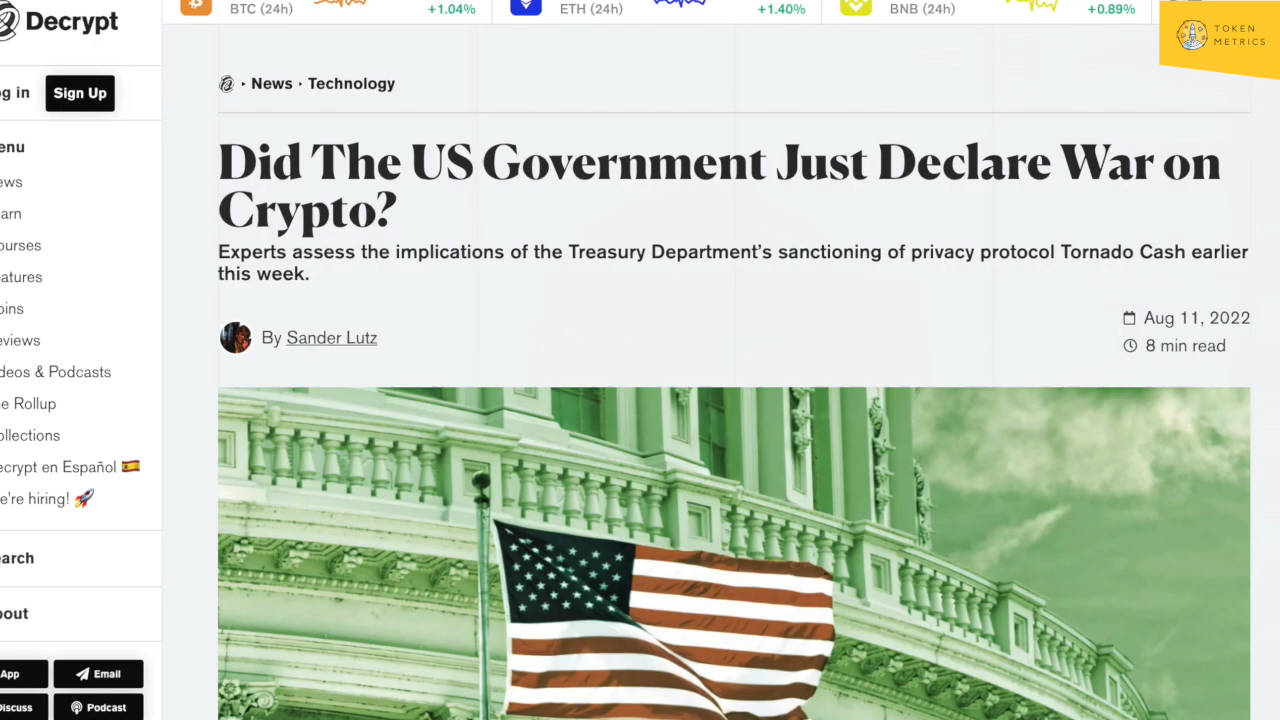 Decrypt
BTC (24h) +1.04% ETH (24h) +1.40% BNB (24h) +0.89%
TOKEN
METRICS
News · Technology
g in
Sign Up
enu
ews
arn
ourses
eatures
oins
eviews
deos & Podcasts
e Rollup
ollections
ecrypt en Español
e're hiring!
earch
bout
App
Email
Discuss
Podcast
Did The US Government Just Declare War on
Crypto?
Experts assess the implications of the Treasury Department's sanctioning of privacy protocol Tornado Cash earlier
this week.
By Sander Lutz
Aug 11, 2022
8 min read